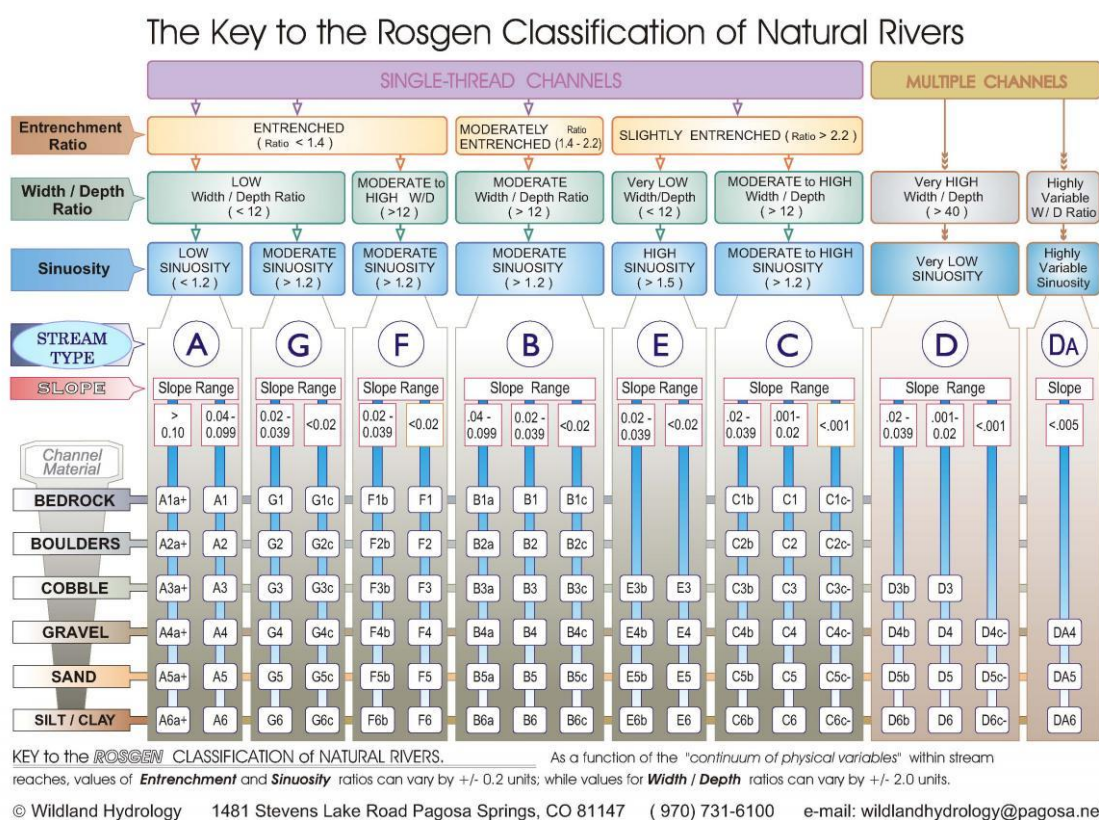 The Key to the Rosgen Classification of Natural Rivers
SINGLE-THREAD CHANNELS
MULTIPLE CHANNELS
Entrenchment
Ratio
ENTRENCHED
( Ratio < 1.4 )
MODERATELY Ratio
ENTRENCHED (1.4 - 2.2)
SLIGHTLY ENTRENCHED ( Ratio > 2.2 )
Width / Depth
Ratio
LOW
Width / Depth Ratio
( < 12 )
MODERATE to
HIGH W/D
( >12 )
MODERATE
Width / Depth Ratio
( > 12 )
Very LOW
Width/Depth
( < 12 )
MODERATE to HIGH
Width / Depth
( > 12 )
Very HIGH
Width / Depth
( > 40 )
Highly
Variable
W/ D Ratio
Sinuosity
LOW
SINUOSITY
( < 1.2 )
MODERATE
SINUOSITY
( > 1.2 )
MODERATE
SINUOSITY
( > 1.2 )
MODERATE
SINUOSITY
( > 1.2 )
HIGH
SINUOSITY
( > 1.5 )
MODERATE to HIGH
SINUOSITY
( > 1.2 )
Very LOW
SINUOSITY
Highly
Variable
Sinuosity
STREAM
TYPE
A G F B E C D DA
SLOPE
Slope Range Slope Range Slope Range Slope Range Slope Range Slope Range Slope Range Slope
>
0.10
0.04 -
0.099
0.02 -
0.039
<0.02
0.02 -
0.039
<0.02
.04 -
0.099
0.02 -
0.039
<0.02
0.02 -
0.039
<0.02
.02 -
0.039
.001-
0.02
<.001
.02 -
0.039
.001-
0.02
<.001
<.005
Channel
Material
BEDROCK A1a+ A1 G1 G1c F1b F1 B1a B1 B1c C1b C1 C1c-
BOULDERS A2a+ A2 G2 G2c F2b F2 B2a B2 B2c C2b C2 C2c-
COBBLE A3a+ A3 G3 G3c F3b F3 B3a B3 B3c E3b E3 C3b C3 C3c- D3b D3
GRAVEL A4a+ A4 G4 G4c F4b F4 B4a B4 B4c E4b E4 C4b C4 C4c- D4b D4 D4c- DA4
SAND A5a+ A5 G5 G5c F5b F5 B5a B5 B5c E5b E5 C5b C5 C5c- D5b D5 D5c- DA5
SILT / CLAY A6a+ A6 G6 G6c F6b F6 B6a B6 B6c E6b E6 C6b C6 C6c- D6b D6 D6c- DA6
KEY to the ROSGEN CLASSIFICATION of NATURAL RIVERS. As a function of the "continuum of physical variables" within stream
reaches, values of Entrenchment and Sinuosity ratios can vary by +/- 0.2 units; while values for Width / Depth ratios can vary by +/- 2.0 units.
© Wildland Hydrology 1481 Stevens Lake Road Pagosa Springs, CO 81147 ( 970) 731-6100 e-mail: wildlandhydrology@pagosa.ne